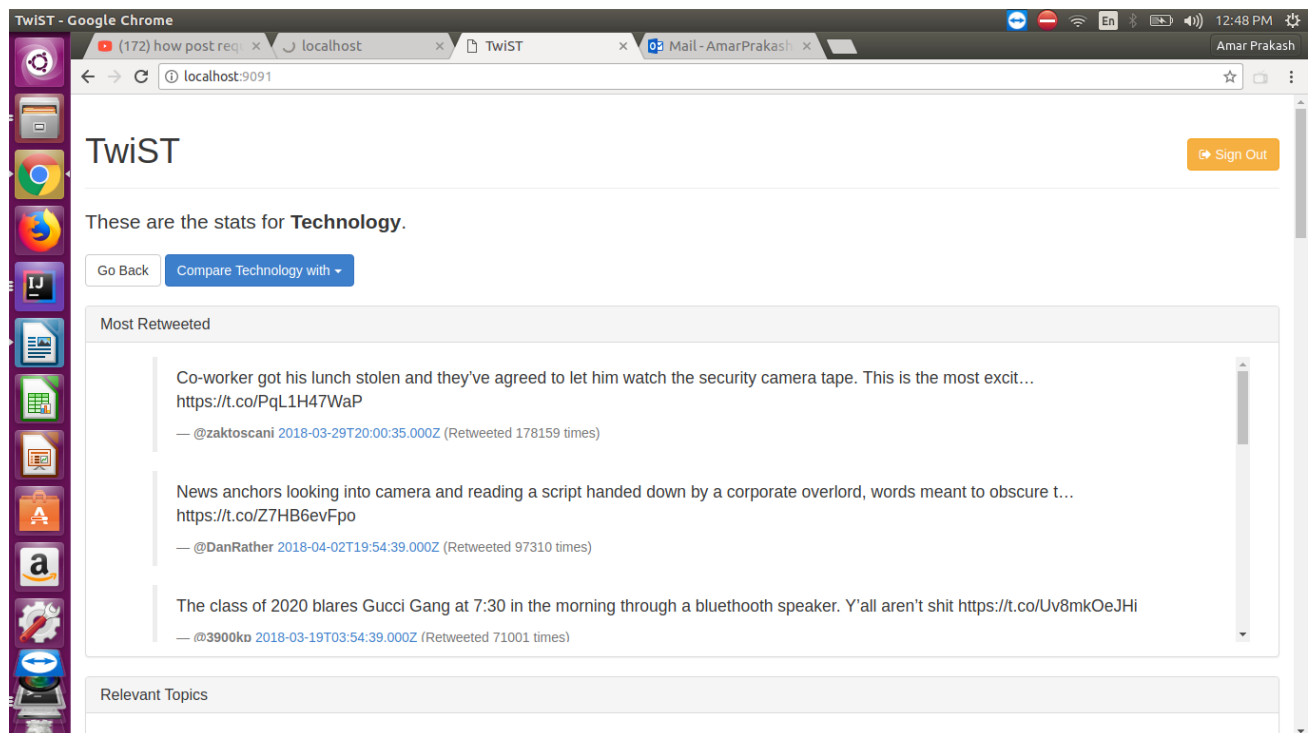 TwiST - Google Chrome
En
12:48 PM
(172) how post requ
localhost
TwiST
Mail - AmarPrakash
Amar Prakash
localhost:9091
TwiST
Sign Out
These are the stats for Technology.
Go Back
Compare Technology with
Most Retweeted
Co-worker got his lunch stolen and they’ve agreed to let him watch the security camera tape. This is the most excit…
https://t.co/PqL1H47WaP
— @zaktoscani 2018-03-29T20:00:35.000Z (Retweeted 178159 times)
News anchors looking into camera and reading a script handed down by a corporate overlord, words meant to obscure t…
https://t.co/Z7HB6evFpo
— @DanRather 2018-04-02T19:54:39.000Z (Retweeted 97310 times)
The class of 2020 blares Gucci Gang at 7:30 in the morning through a bluethooth speaker. Y’all aren’t shit https://t.co/Uv8mkOeJHi
— @3900kp 2018-03-19T03:54:39.000Z (Retweeted 71001 times)
Relevant Topics
IJ
a